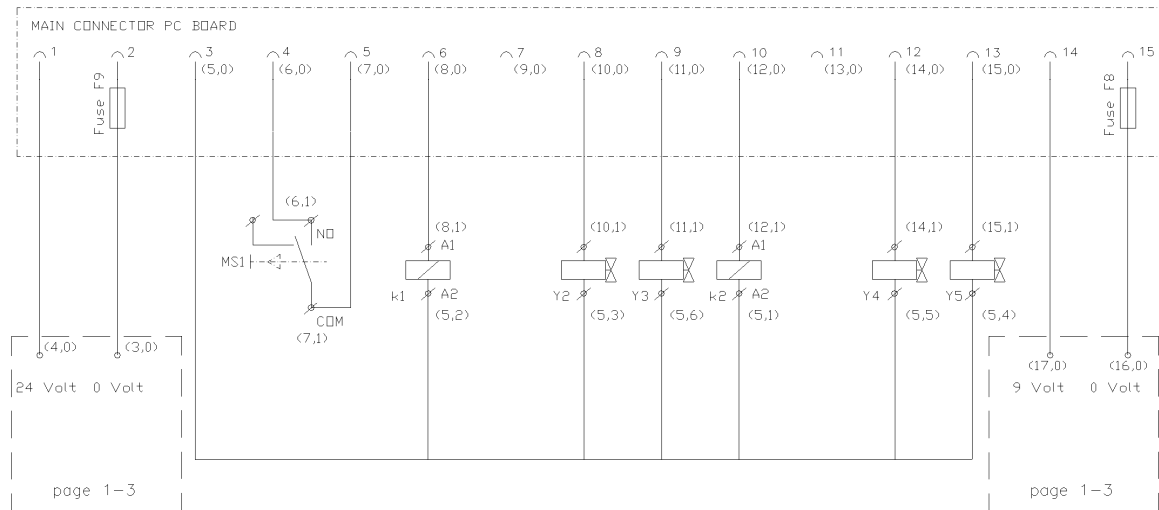 MAIN CONNECTOR PC BOARD
1 2 3 4 5 6 7 8 9 10 11 12 13 14 15
(5,0) (6,0) (7,0) (8,0) (9,0) (10,0) (11,0) (12,0) (13,0) (14,0) (15,0)
Fuse F9
Fuse F8
(6,1)
NO
MS1
COM
(7,1)
(8,1) (10,1) (11,1) (12,1) (14,1) (15,1)
A1 A1
k1 A2 Y2 Y3 k2 A2 Y4 Y5
(5,2) (5,3) (5,6) (5,1) (5,5) (5,4)
(4,0) (3,0)
24 Volt 0 Volt
page 1-3
(17,0) (16,0)
9 Volt 0 Volt
page 1-3